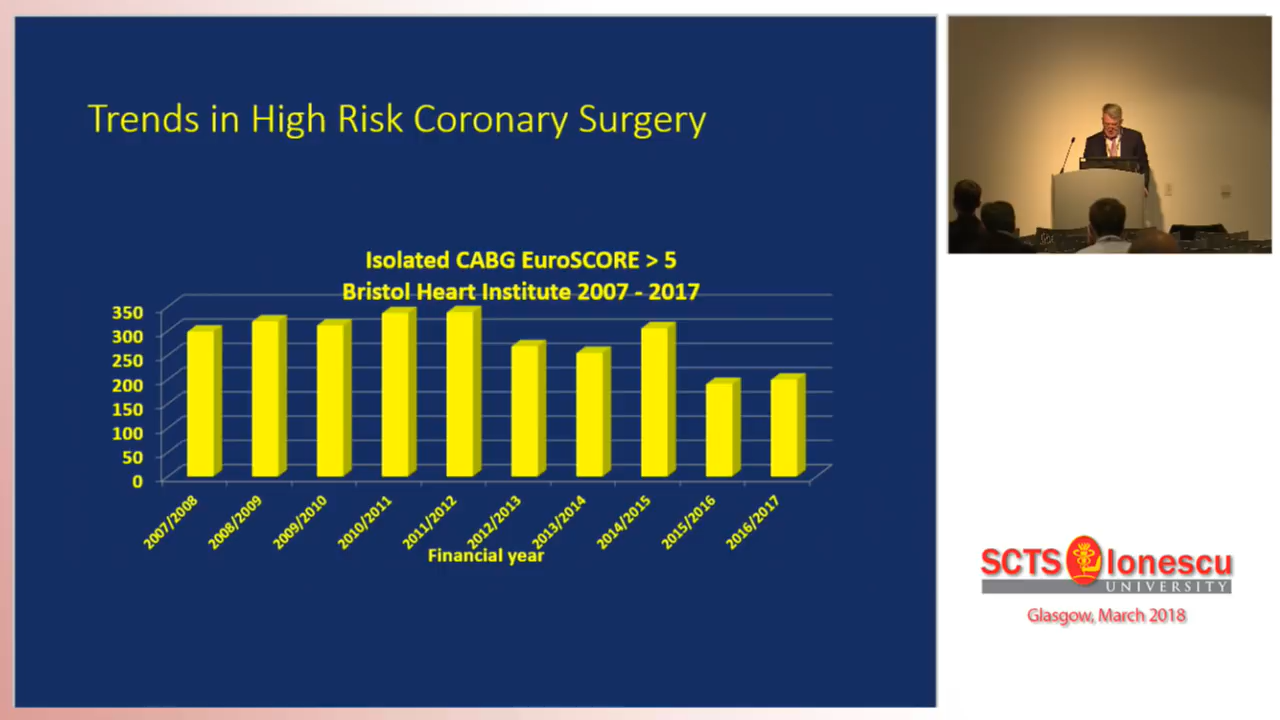 Trends in High Risk Coronary Surgery
Isolated CABG EuroSCORE > 5
Bristol Heart Institute 2007 - 2017
350
300
250
200
150
100
50
0
2007/2008
2008/2009
2009/2010
2010/2011
2011/2012
2012/2013
2013/2014
2014/2015
2015/2016
2016/2017
Financial year
SCTS Ionescu
UNIVERSITY
Glasgow, March 2018